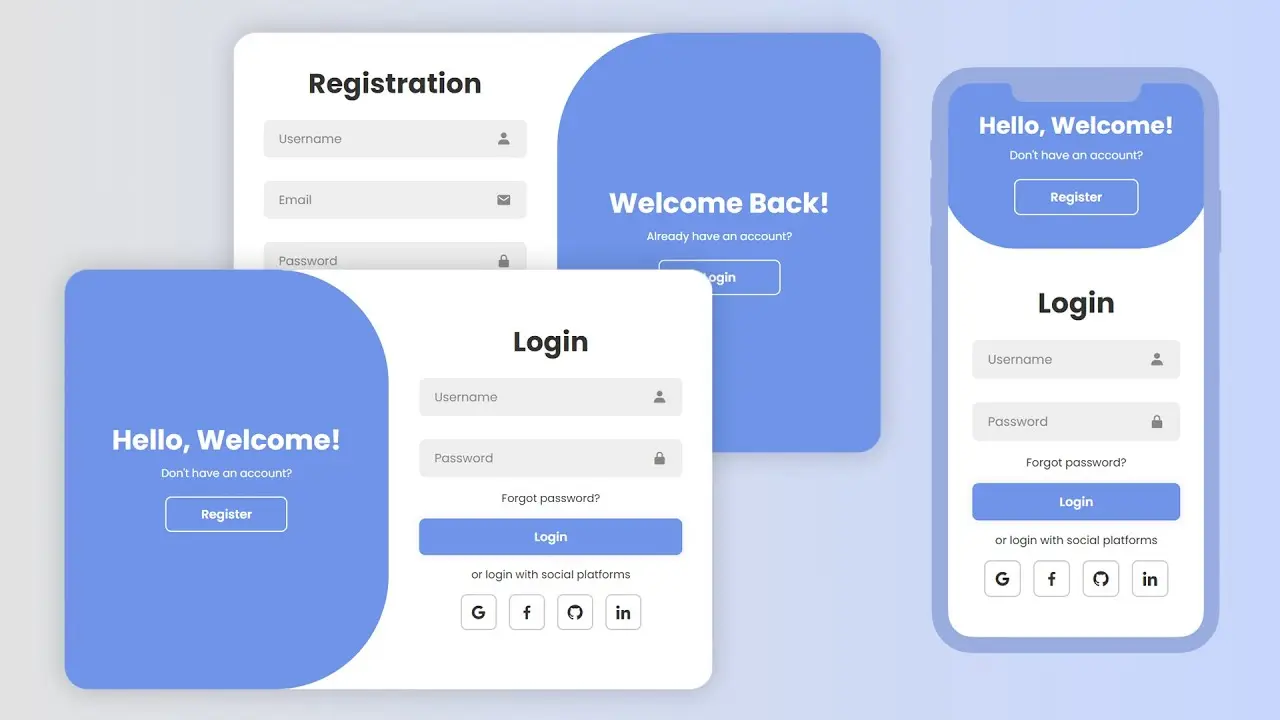 Registration
Username
Email
Password
Welcome Back!
Already have an account?
Login
Hello, Welcome!
Don't have an account?
Register
Login
Username
Password
Forgot password?
Login
or login with social platforms
G f in
Hello, Welcome!
Don't have an account?
Register
Login
Username
Password
Forgot password?
Login
or login with social platforms
G f in